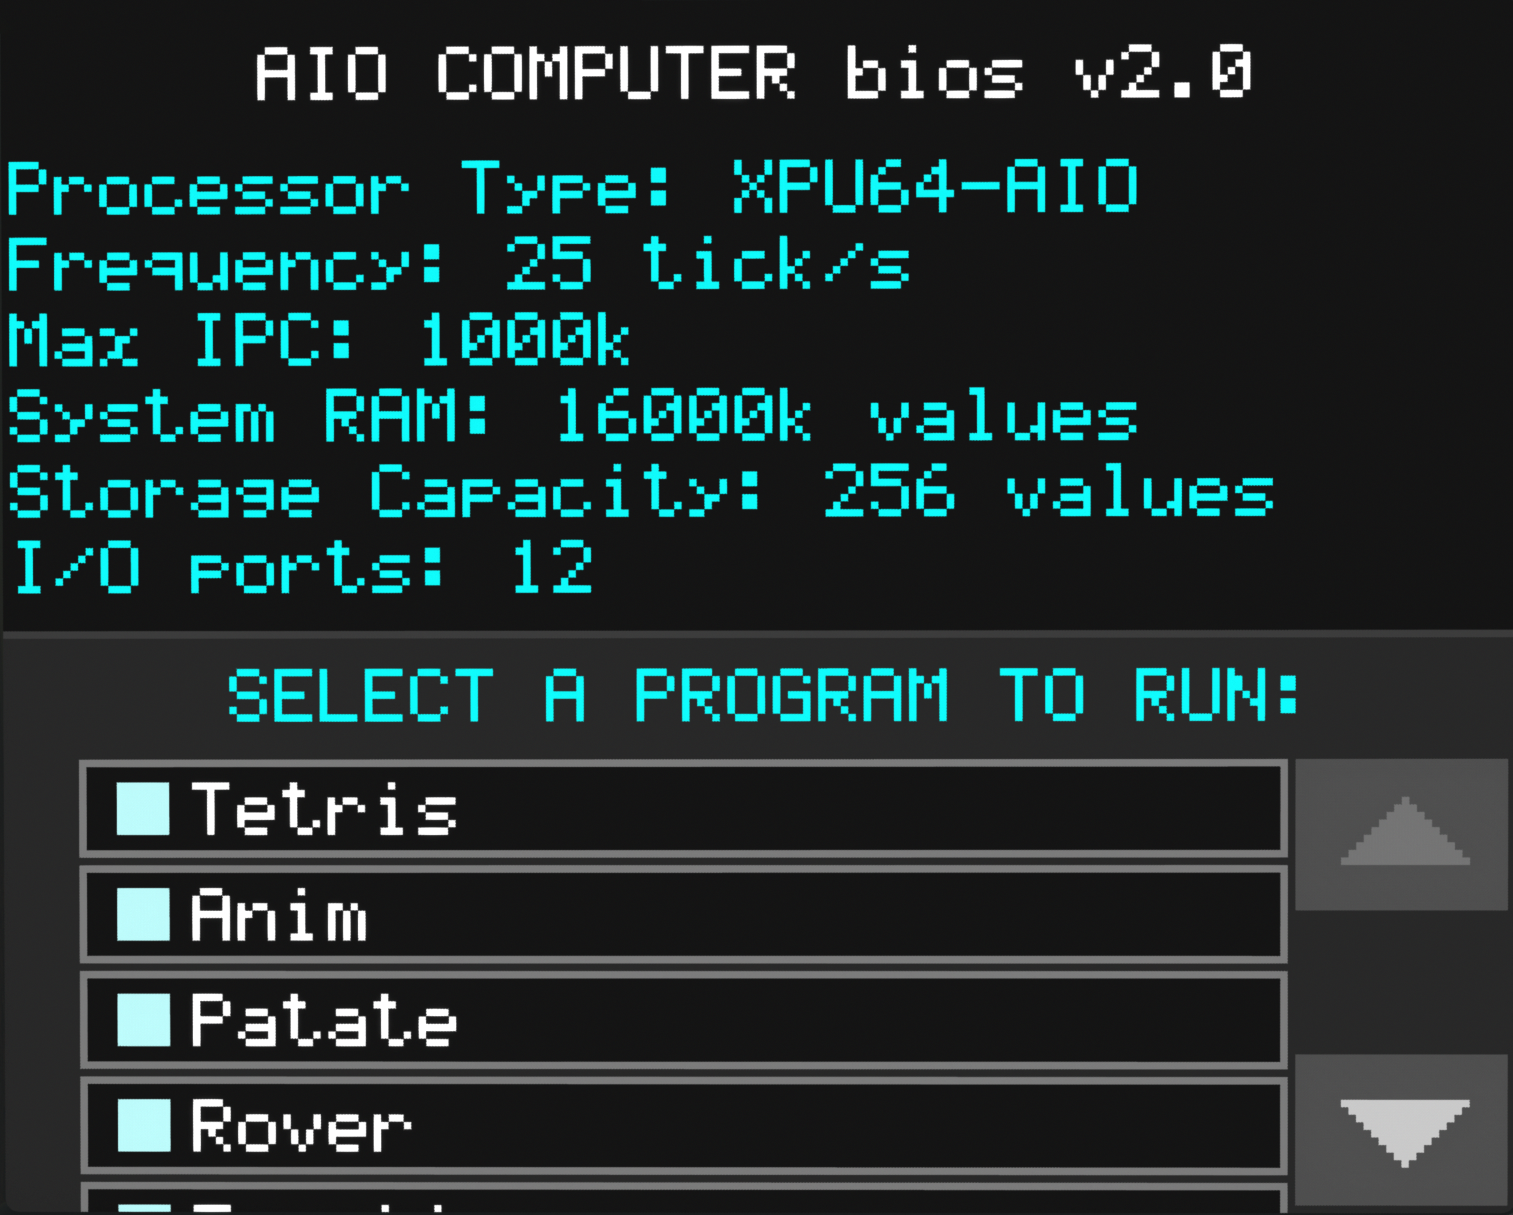 AIO COMPUTER bios v2.0
Processor Type: XPU64-AIO
Frequency: 25 tick/s
Max IPC: 1000k
System RAM: 16000k values
Storage Capacity: 256 values
I/O ports: 12
SELECT A PROGRAM TO RUN:
Tetris
Anim
Patate
Rover